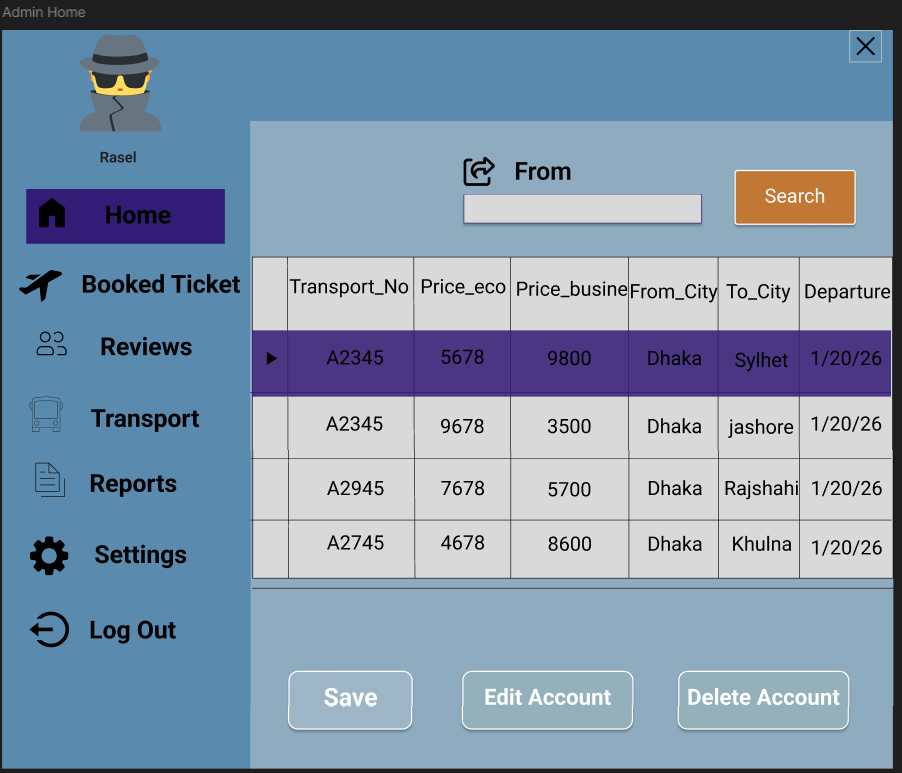 Admin Home
Rasel
Home
Booked Ticket
Reviews
Transport
Reports
Settings
Log Out
From
Search
Transport_No Price_eco Price_busine From_City To_City Departure
A2345 5678 9800 Dhaka Sylhet 1/20/26
A2345 9678 3500 Dhaka jashore 1/20/26
A2945 7678 5700 Dhaka Rajshahi 1/20/26
A2745 4678 8600 Dhaka Khulna 1/20/26
Save Edit Account Delete Account